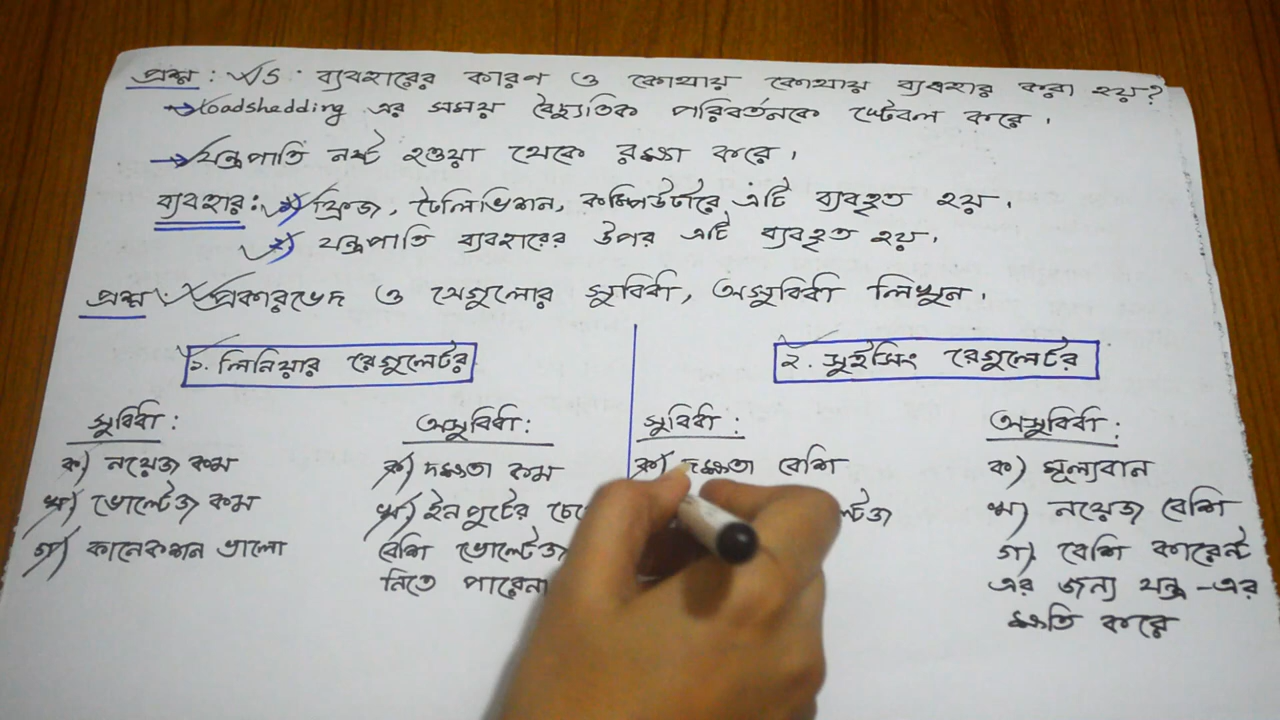 প্রশ্ন: VS ব্যবহারের কারণ ও কোথায় কোথায় ব্যবহার করা হয়?
→ Loadshedding এর সময় বৈদ্যুতিক পরিবর্তনকে স্টেবল করে।
→ যন্ত্রপাতি নষ্ট হওয়া থেকে রক্ষা করে।
ব্যবহার: ১) ফ্রিজ, টেলিভিশন, কম্পিউটারে এটি ব্যবহৃত হয়।
২) যন্ত্রপাতি ব্যবহারের উপর এটি ব্যবহৃত হয়।
প্রশ্ন: প্রকারভেদ ও সেগুলোর সুবিধা, অসুবিধা লিখুন।
১. লিনিয়ার রেগুলেটর
সুবিধা:
ক) নয়েজ কম
খ) ভোল্টেজ কম
গ) কানেকশন ভালো
অসুবিধা:
ক) দক্ষতা কম
খ) ইনপুটের
বেশি ভোল্টেজ
নিতে পারেনা
২. সুইসিং রেগুলেটর
সুবিধা:
ক) দক্ষতা বেশি
অসুবিধা:
ক) মূল্যবান
খ) নয়েজ বেশি
গ) বেশি কারেন্ট
এর জন্য যন্ত্র-এর
ক্ষতি করে